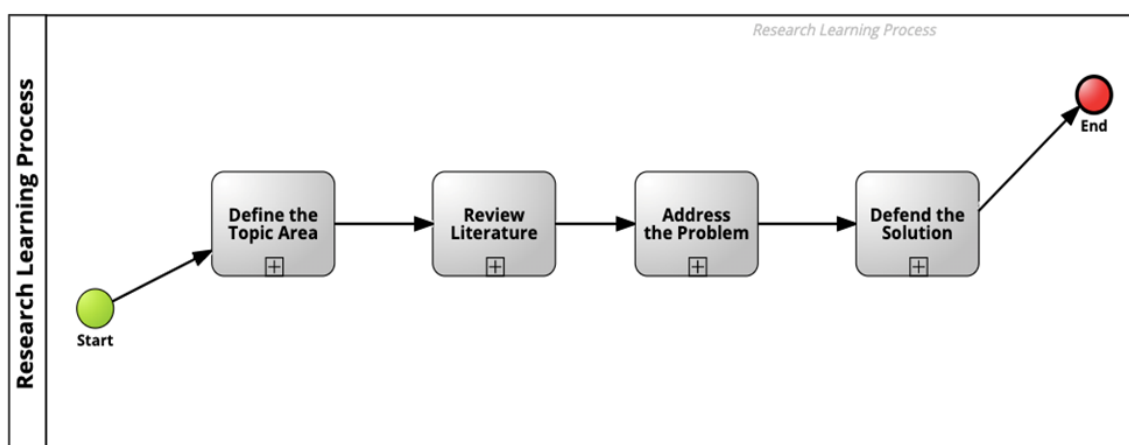 Research Learning Process
Research Learning Process
Start
Define the
Topic Area
Review
Literature
Address
the Problem
Defend the
Solution
End